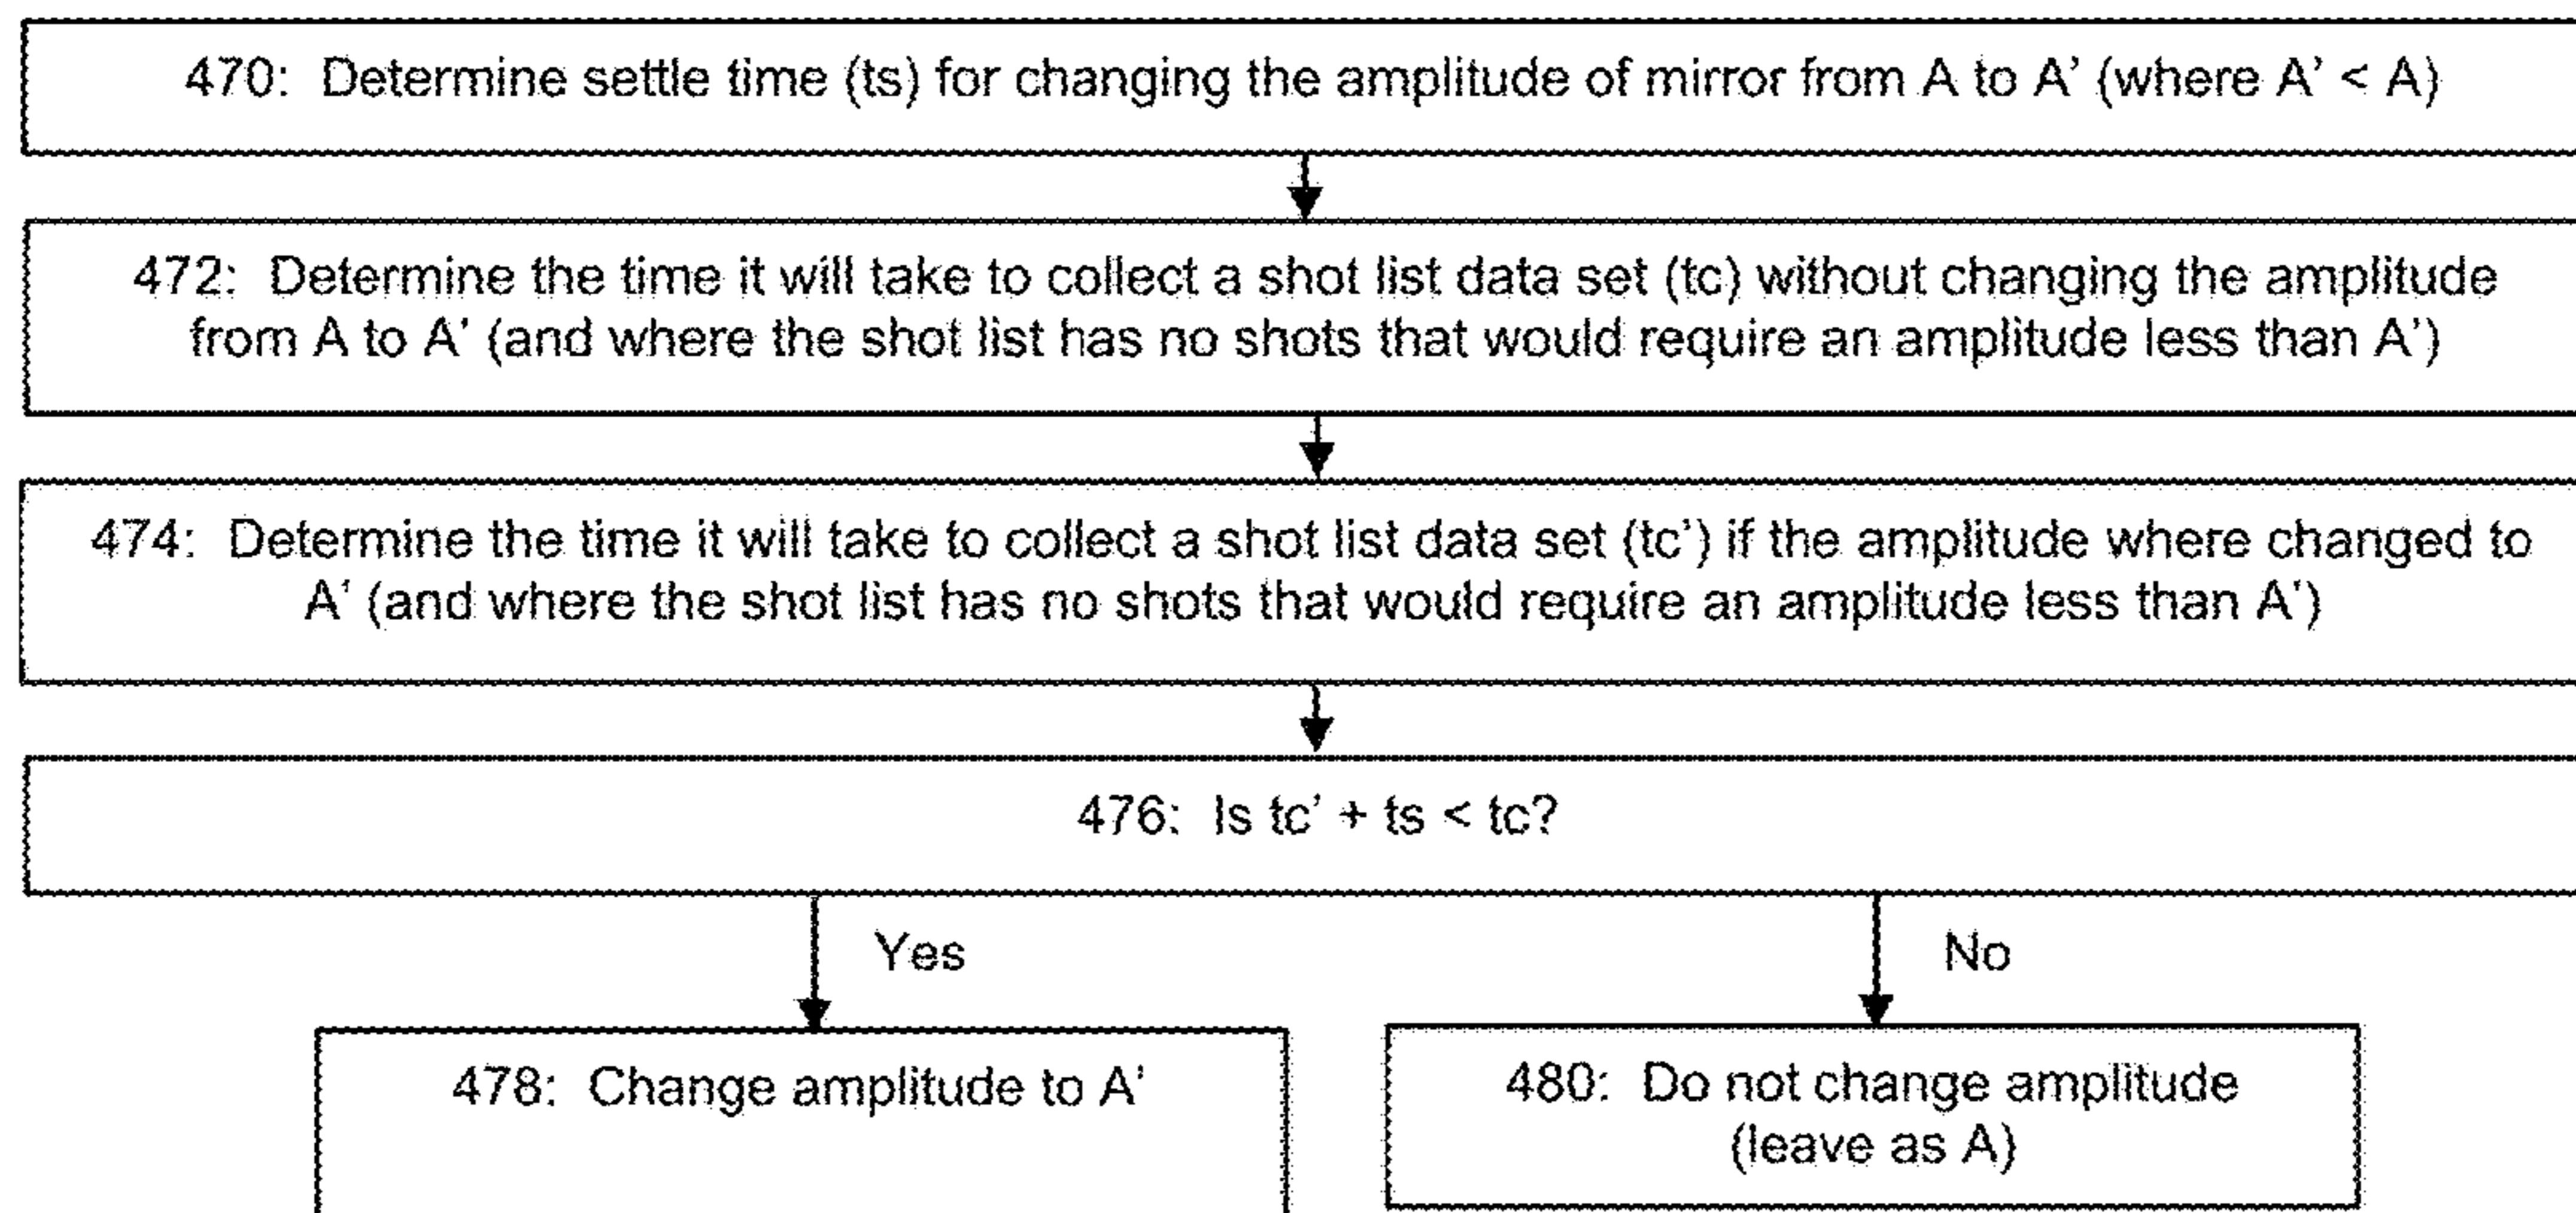 470: Determine settle time (ts) for changing the amplitude of mirror from A to A' (where A' < A)
472: Determine the time it will take to collect a shot list data set (tc) without changing the amplitude
from A to A' (and where the shot list has no shots that would require an amplitude less than A')
474: Determine the time it will take to collect a shot list data set (tc') if the amplitude where changed to
A' (and where the shot list has no shots that would require an amplitude less than A')
476: Is tc' + ts < tc?
Yes
No
478: Change amplitude to A'
480: Do not change amplitude
(leave as A)